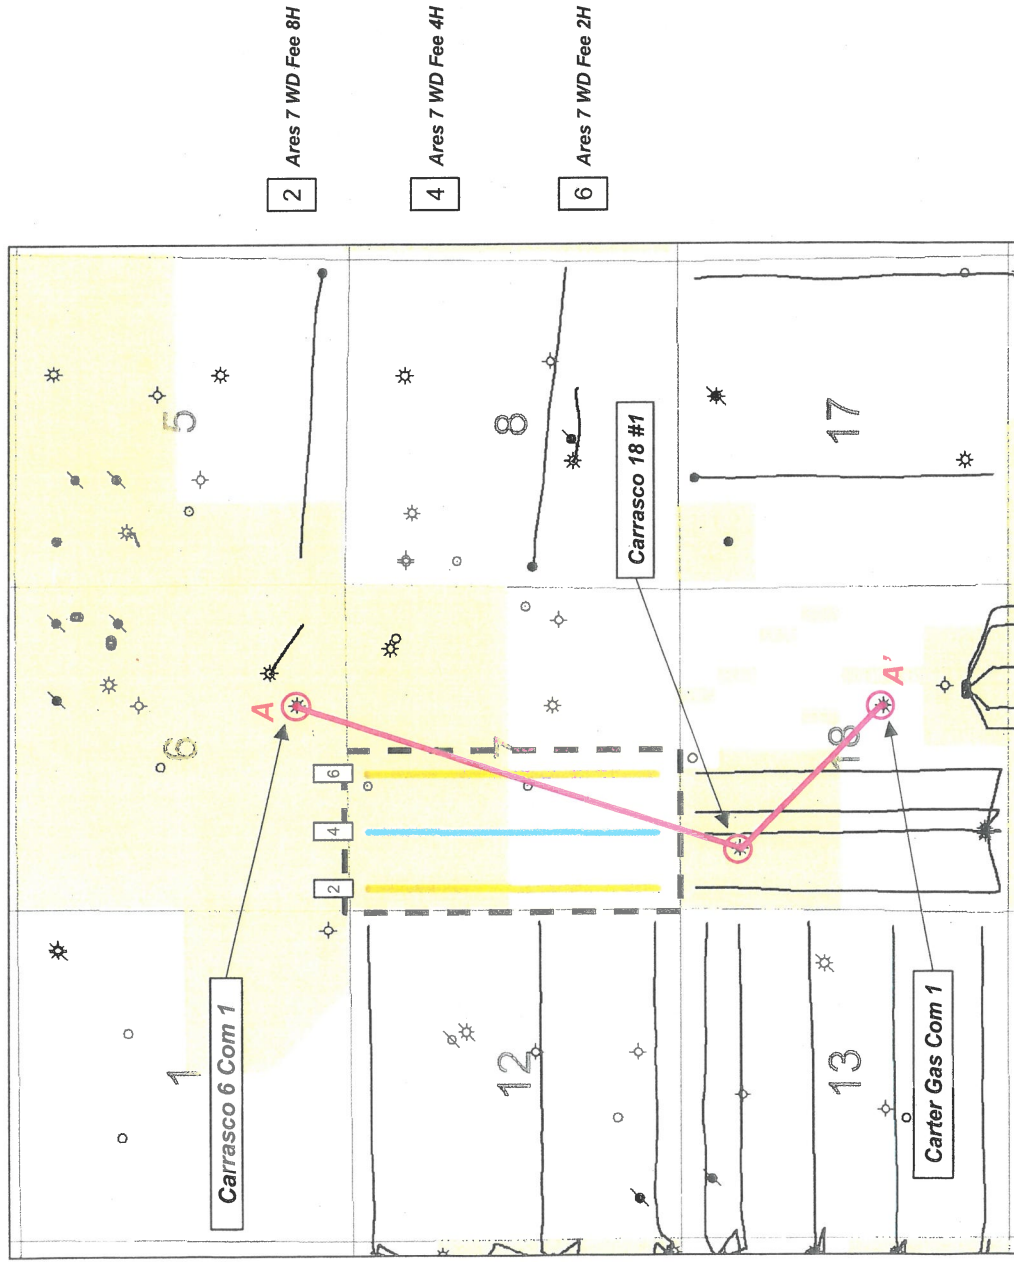 2 Ares 7 WD Fee 8H
4 Ares 7 WD Fee 4H
6 Ares 7 WD Fee 2H
5
8
17
Carrasco 18 #1
6
7
18
A
A'
6
4
2
1
12
13
Carrasco 6 Com 1
Carter Gas Com 1